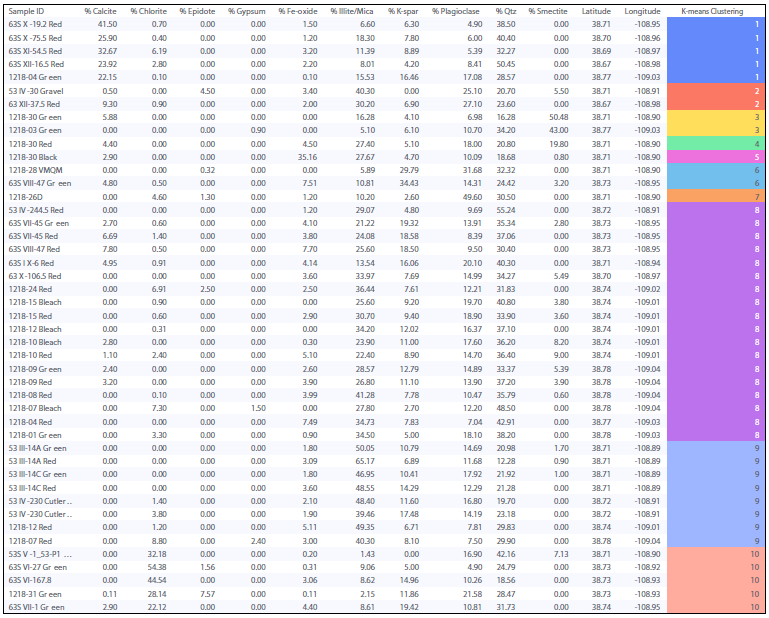 Sample ID % Calcite % Chlorite % Epidote % Gypsum % Fe-oxide % Illite/Mica % K-spar % Plagioclase % Qtz % Smectite Latitude Longitude K-means Clustering
63S X -19.2 Red 41.50 0.70 0.00 0.00 1.50 6.60 6.30 4.90 38.50 0.00 38.71 -108.95 1
63S X -75.5 Red 25.90 0.40 0.00 0.00 1.20 18.30 7.80 6.00 40.40 0.00 38.70 -108.96 1
63S XI-54.5 Red 32.67 6.19 0.00 0.00 3.20 11.39 8.89 5.39 32.27 0.00 38.69 -108.97 1
63S XII-16.5 Red 23.92 2.80 0.00 0.00 2.20 8.01 4.20 8.41 50.45 0.00 38.67 -108.98 1
1218-04 Green 22.15 0.10 0.00 0.00 0.10 15.53 16.46 17.08 28.57 0.00 38.77 -109.03 1
53 IV -30 Gravel 0.50 0.00 4.50 0.00 3.40 40.30 0.00 25.10 20.70 5.50 38.71 -108.91 2
63 XII-37.5 Red 9.30 0.90 0.00 0.00 2.00 30.20 6.90 27.10 23.60 0.00 38.67 -108.98 2
1218-30 Green 5.88 0.00 0.00 0.00 0.00 16.28 4.10 6.98 16.28 50.48 38.71 -108.90 3
1218-03 Green 0.00 0.00 0.00 0.90 0.00 5.10 6.10 10.70 34.20 43.00 38.77 -109.03 3
1218-30 Red 4.40 0.00 0.00 0.00 4.50 27.40 5.10 18.00 20.80 19.80 38.71 -108.90 4
1218-30 Black 2.90 0.00 0.00 0.00 35.16 27.67 4.70 10.09 18.68 0.80 38.71 -108.90 5
1218-28 VMQM 0.00 0.00 0.32 0.00 0.00 5.89 29.79 31.68 32.32 0.00 38.71 -108.90 6
63S VIII-47 Gr een 4.80 0.50 0.00 0.00 7.51 10.81 34.43 14.31 24.42 3.20 38.73 -108.95 6
1218-26D 0.00 4.60 1.30 0.00 1.20 10.20 2.60 49.60 30.50 0.00 38.71 -108.90 7
53 IV -244.5 Red 0.00 0.00 0.00 0.00 1.20 29.07 4.80 9.69 55.24 0.00 38.72 -108.91 8
63S VII-45 Gr een 2.70 0.60 0.00 0.00 4.10 21.22 19.32 13.91 35.34 2.80 38.73 -108.95 8
63S VII-45 Red 6.69 1.40 0.00 0.00 3.80 24.08 18.58 8.39 37.06 0.00 38.73 -108.95 8
63S VIII-47 Red 7.80 0.50 0.00 0.00 7.70 25.60 18.50 9.50 30.40 0.00 38.73 -108.95 8
63S I X-6 Red 4.95 0.91 0.00 0.00 4.14 13.54 16.06 20.10 40.30 0.00 38.71 -108.94 8
63 X -106.5 Red 0.00 0.00 0.00 0.00 3.60 33.97 7.69 14.99 34.27 5.49 38.70 -108.97 8
1218-24 Red 0.00 6.91 2.50 0.00 2.50 36.44 7.61 12.21 31.83 0.00 38.74 -109.02 8
1218-15 Bleach 0.00 0.90 0.00 0.00 0.00 25.60 9.20 19.70 40.80 3.80 38.74 -109.01 8
1218-15 Red 0.00 0.60 0.00 0.00 2.90 30.70 9.40 18.90 33.90 3.60 38.74 -109.01 8
1218-12 Bleach 0.00 0.31 0.00 0.00 0.00 34.20 12.02 16.37 37.10 0.00 38.74 -109.01 8
1218-10 Bleach 2.80 0.00 0.00 0.00 0.30 23.90 11.00 17.60 36.20 8.20 38.74 -109.01 8
1218-10 Red 1.10 2.40 0.00 0.00 5.10 22.40 8.90 14.70 36.40 9.00 38.74 -109.01 8
1218-09 Green 2.40 0.00 0.00 0.00 2.60 28.57 12.79 14.89 33.37 5.39 38.78 -109.04 8
1218-09 Red 3.20 0.00 0.00 0.00 3.90 26.80 11.10 13.90 37.20 3.90 38.78 -109.04 8
1218-08 Red 0.00 0.10 0.00 0.00 3.99 41.28 7.78 10.47 35.79 0.60 38.78 -109.04 8
1218-07 Bleach 0.00 7.30 0.00 1.50 0.00 27.80 2.70 12.20 48.50 0.00 38.78 -109.04 8
1218-04 Red 0.00 0.00 0.00 0.00 7.49 34.73 7.83 7.04 42.91 0.00 38.77 -109.03 8
1218-01 Green 0.00 3.30 0.00 0.00 0.90 34.50 5.00 18.10 38.20 0.00 38.78 -109.03 8
53 III-14A Green 0.00 0.00 0.00 0.00 1.80 50.05 10.79 14.69 20.98 1.70 38.71 -108.89 9
53 III-14A Red 0.00 0.00 0.00 0.00 3.09 65.17 6.89 11.68 12.28 0.90 38.71 -108.89 9
53 III-14C Gr een 0.00 0.00 0.00 0.00 1.80 46.95 10.41 17.92 21.92 1.00 38.71 -108.89 9
53 III-14C Red 0.00 0.00 0.00 0.00 3.60 48.55 14.29 12.29 21.28 0.00 38.71 -108.89 9
53 IV -230 Cutler .. 0.00 1.40 0.00 0.00 2.10 48.40 11.60 16.80 19.70 0.00 38.72 -108.91 9
53 IV -230 Cutler .. 0.00 3.80 0.00 0.00 1.90 39.46 17.48 14.19 23.18 0.00 38.72 -108.91 9
1218-12 Red 0.00 1.20 0.00 0.00 5.11 49.35 6.71 7.81 29.83 0.00 38.74 -109.01 9
1218-07 Red 0.00 8.80 0.00 2.40 3.00 40.30 8.10 7.50 29.90 0.00 38.78 -109.04 9
53S V -1_53-P1 ... 0.00 32.18 0.00 0.00 0.20 1.43 0.00 16.90 42.16 7.13 38.71 -108.90 10
63S VI-27 Gr een 0.00 54.38 1.56 0.00 0.31 9.06 5.00 4.90 24.79 0.00 38.73 -108.92 10
63S VI-167.8 0.00 44.54 0.00 0.00 3.06 8.62 14.96 10.26 18.56 0.00 38.73 -108.93 10
1218-31 Green 0.11 28.14 7.57 0.00 0.11 2.15 11.86 21.58 28.47 0.00 38.73 -108.93 10
63S VII-1 Gr een 2.90 22.12 0.00 0.00 4.40 8.61 19.42 10.81 31.73 0.00 38.74 -108.95 10